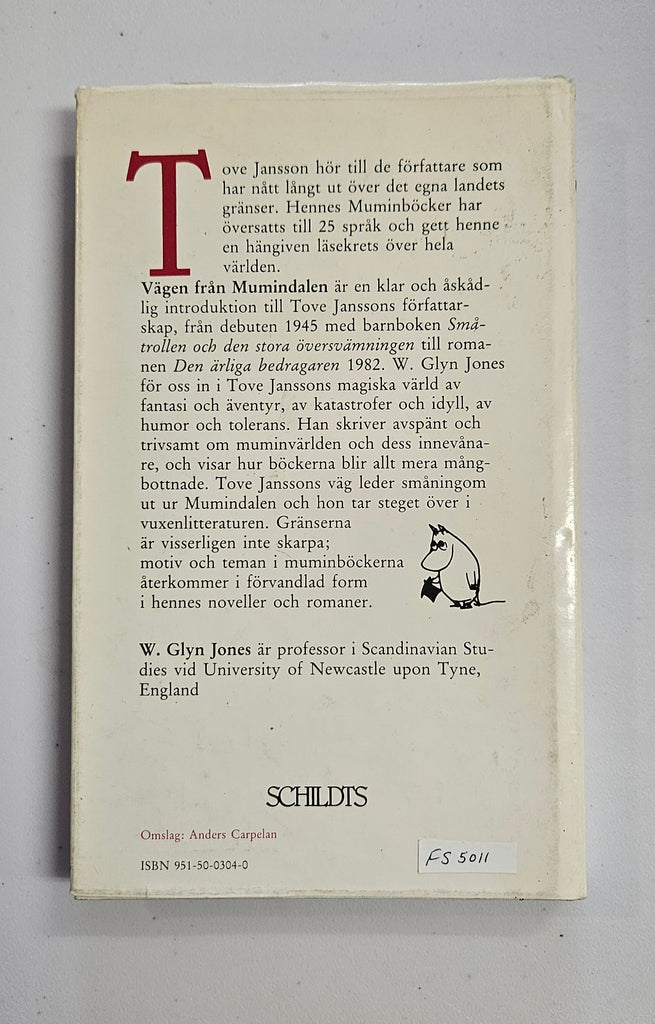 Tove Jansson hör till de författare som
har nått långt ut över det egna landets
gränser. Hennes Muminböcker har
översatts till 25 språk och gett henne
en hängiven läsekrets över hela
världen.
Vägen från Mumindalen är en klar och åskåd-
lig introduktion till Tove Janssons författar-
skap, från debuten 1945 med barnboken Små-
trollen och den stora översvämningen till roma-
nen Den ärliga bedragaren 1982. W. Glyn Jones
för oss in i Tove Janssons magiska värld av
fantasi och äventyr, av katastrofer och idyll, av
humor och tolerans. Han skriver avspänt och
trivsamt om muminvärlden och dess innevåna-
re, och visar hur böckerna blir allt mera mång-
bottnade. Tove Janssons väg leder småningom
ut ur Mumindalen och hon tar steget över i
vuxenlitteraturen. Gränserna
är visserligen inte skarpa;
motiv och teman i muminböckerna
återkommer i förvandlad form
i hennes noveller och romaner.
W. Glyn Jones är professor i Scandinavian Stu-
dies vid University of Newcastle upon Tyne,
England
SCHILDTS
Omslag: Anders Carpelan
ISBN 951-50-0304-0
FS 5011